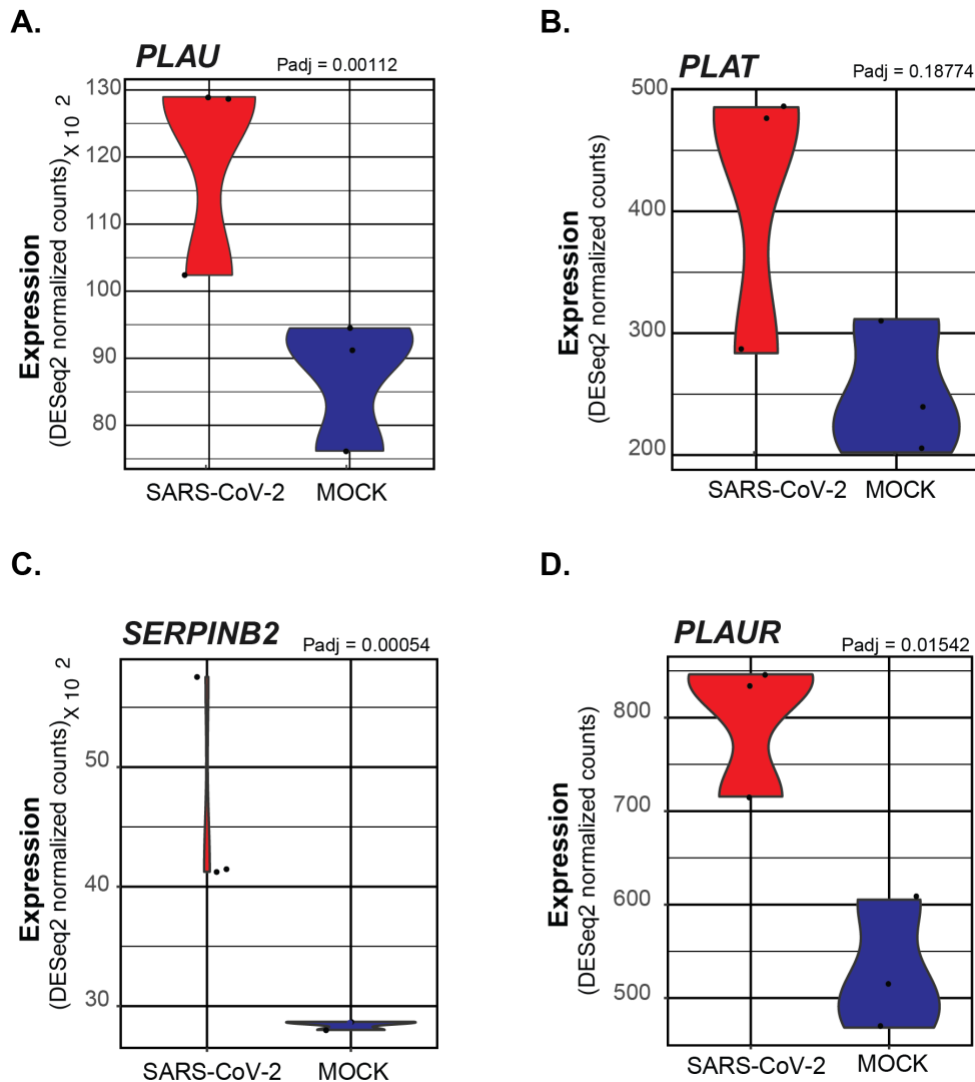 A.
PLAU
Padj = 0.00112
Expression
(DESeq2 normalized counts) X 10 2
130
120
110
100
90
80
SARS-CoV-2 MOCK
B.
PLAT
Padj = 0.18774
Expression
(DESeq2 normalized counts)
500
400
300
200
SARS-CoV-2 MOCK
C.
SERPINB2
Padj = 0.00054
Expression
(DESeq2 normalized counts) X 10 2
50
40
30
SARS-CoV-2 MOCK
D.
PLAUR
Padj = 0.01542
Expression
(DESeq2 normalized counts)
800
700
600
500
SARS-CoV-2 MOCK